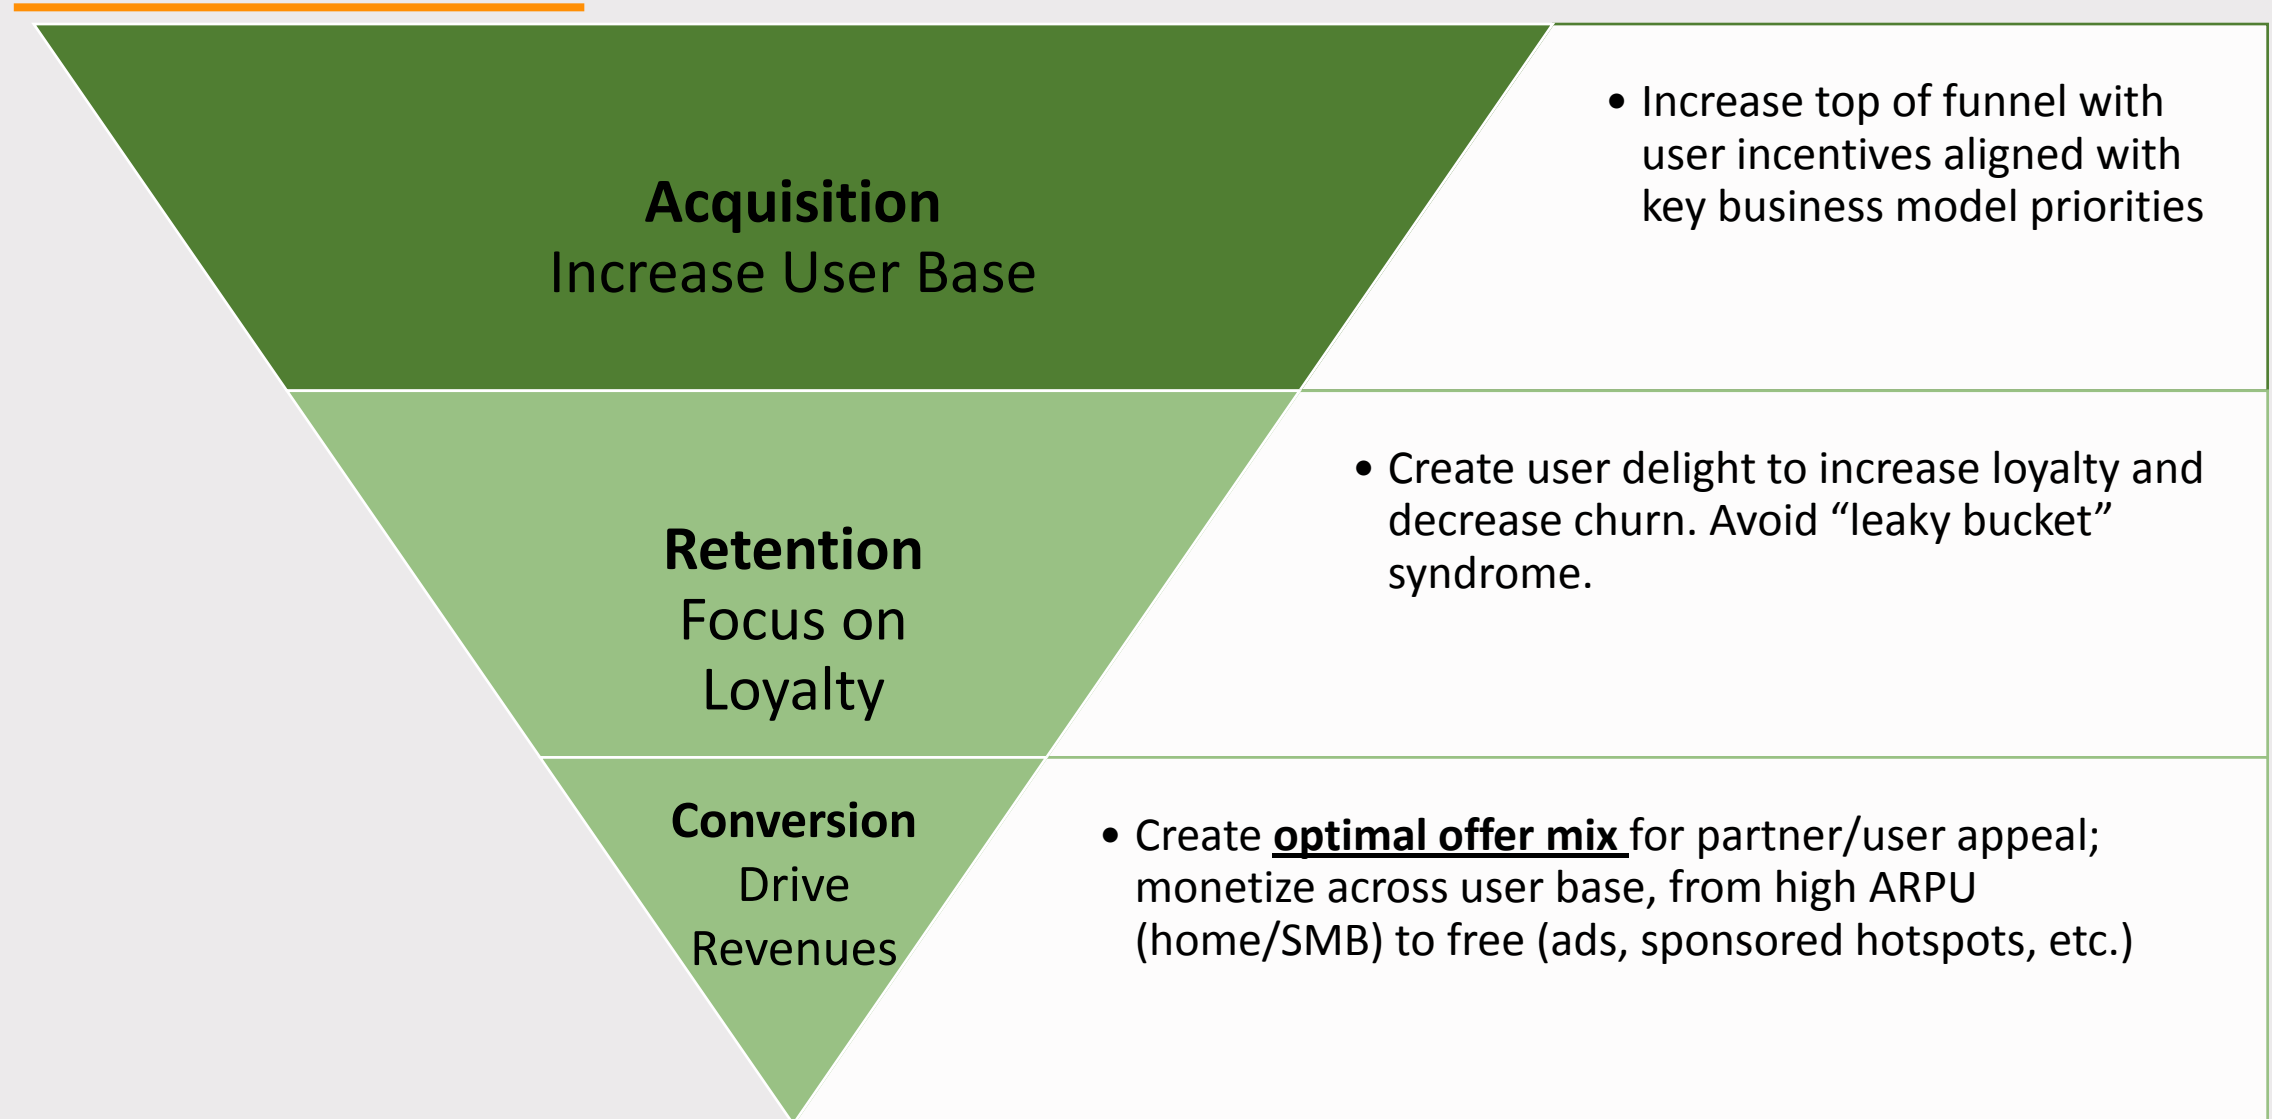 Acquisition
Increase User Base
• Increase top of funnel with
user incentives aligned with
key business model priorities
Retention
Focus on
Loyalty
• Create user delight to increase loyalty and
decrease churn. Avoid “leaky bucket”
syndrome.
Conversion
Drive
Revenues
• Create optimal offer mix for partner/user appeal;
monetize across user base, from high ARPU
(home/SMB) to free (ads, sponsored hotspots, etc.)